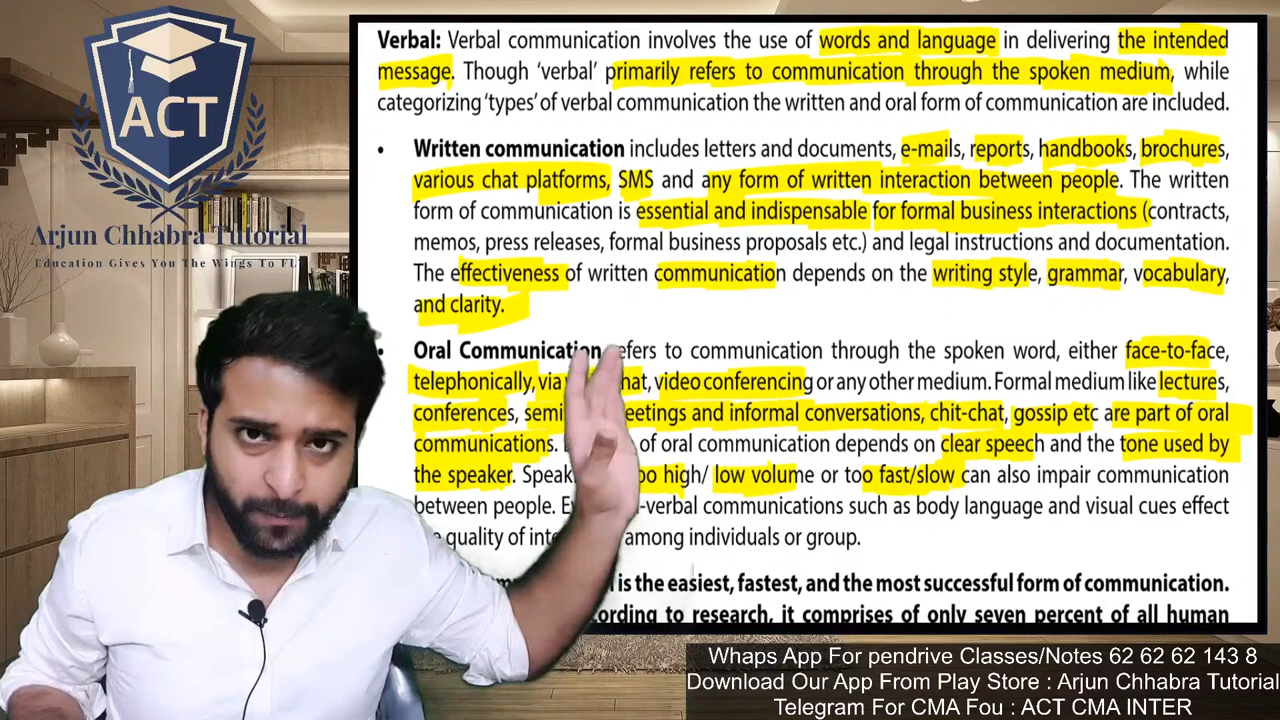 ACT
Arjun Chhabra Tutorial
Education Gives You The Wings To
Verbal: Verbal communication involves the use of words and language in delivering the intended
message. Though ‘verbal’ primarily refers to communication through the spoken medium, while
categorizing ‘types’ of verbal communication the written and oral form of communication are included.
• Written communication includes letters and documents, e-mails, reports, handbooks, brochures,
various chat platforms, SMS and any form of written interaction between people. The written
form of communication is essential and indispensable for formal business interactions (contracts,
memos, press releases, formal business proposals etc.) and legal instructions and documentation.
The effectiveness of written communication depends on the writing style, grammar, vocabulary,
and clarity.
• Oral Communication refers to communication through the spoken word, either face-to-face,
telephonically, via video conferencing or any other medium. Formal medium like lectures,
conferences, meetings and informal conversations, chit-chat, gossip etc are part of oral
communications. of oral communication depends on clear speech and the tone used by
the speaker. too high/ low volume or too fast/slow can also impair communication
between people. communications such as body language and visual cues effect
quality of among individuals or group.
is the easiest, fastest, and the most successful form of communication.
according to research, it comprises of only seven percent of all human
Whaps App For pendrive Classes/Notes 62 62 62 143 8
Download Our App From Play Store : Arjun Chhabra Tutorial
Telegram For CMA Fou : ACT CMA INTER